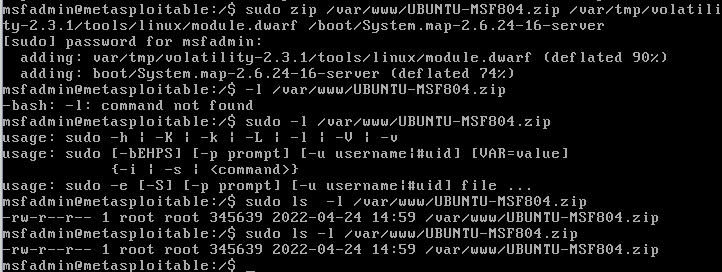 msfadmin@metasploitable:/$ sudo zip /var/www/UBUNTU-MSF804.zip /var/tmp/volatili
ty-2.3.1/tools/linux/module.dwarf /boot/System.map-2.6.24-16-server
[sudo] password for msfadmin:
  adding: var/tmp/volatility-2.3.1/tools/linux/module.dwarf (deflated 90%)
  adding: boot/System.map-2.6.24-16-server (deflated 74%)
msfadmin@metasploitable:/$ -l /var/www/UBUNTU-MSF804.zip
-bash: -l: command not found
msfadmin@metasploitable:/$ sudo -l /var/www/UBUNTU-MSF804.zip
usage: sudo -h | -K | -k | -L | -l | -V | -v
usage: sudo [-bEHPS] [-p prompt] [-u username|#uid] [VAR=value]
            {-i | -s | <command>}
usage: sudo -e [-S] [-p prompt] [-u username|#uid] file ...
msfadmin@metasploitable:/$ sudo ls  -l /var/www/UBUNTU-MSF804.zip
-rw-r--r-- 1 root root 345639 2022-04-24 14:59 /var/www/UBUNTU-MSF804.zip
msfadmin@metasploitable:/$ sudo ls -l /var/www/UBUNTU-MSF804.zip
-rw-r--r-- 1 root root 345639 2022-04-24 14:59 /var/www/UBUNTU-MSF804.zip
msfadmin@metasploitable:/$ _